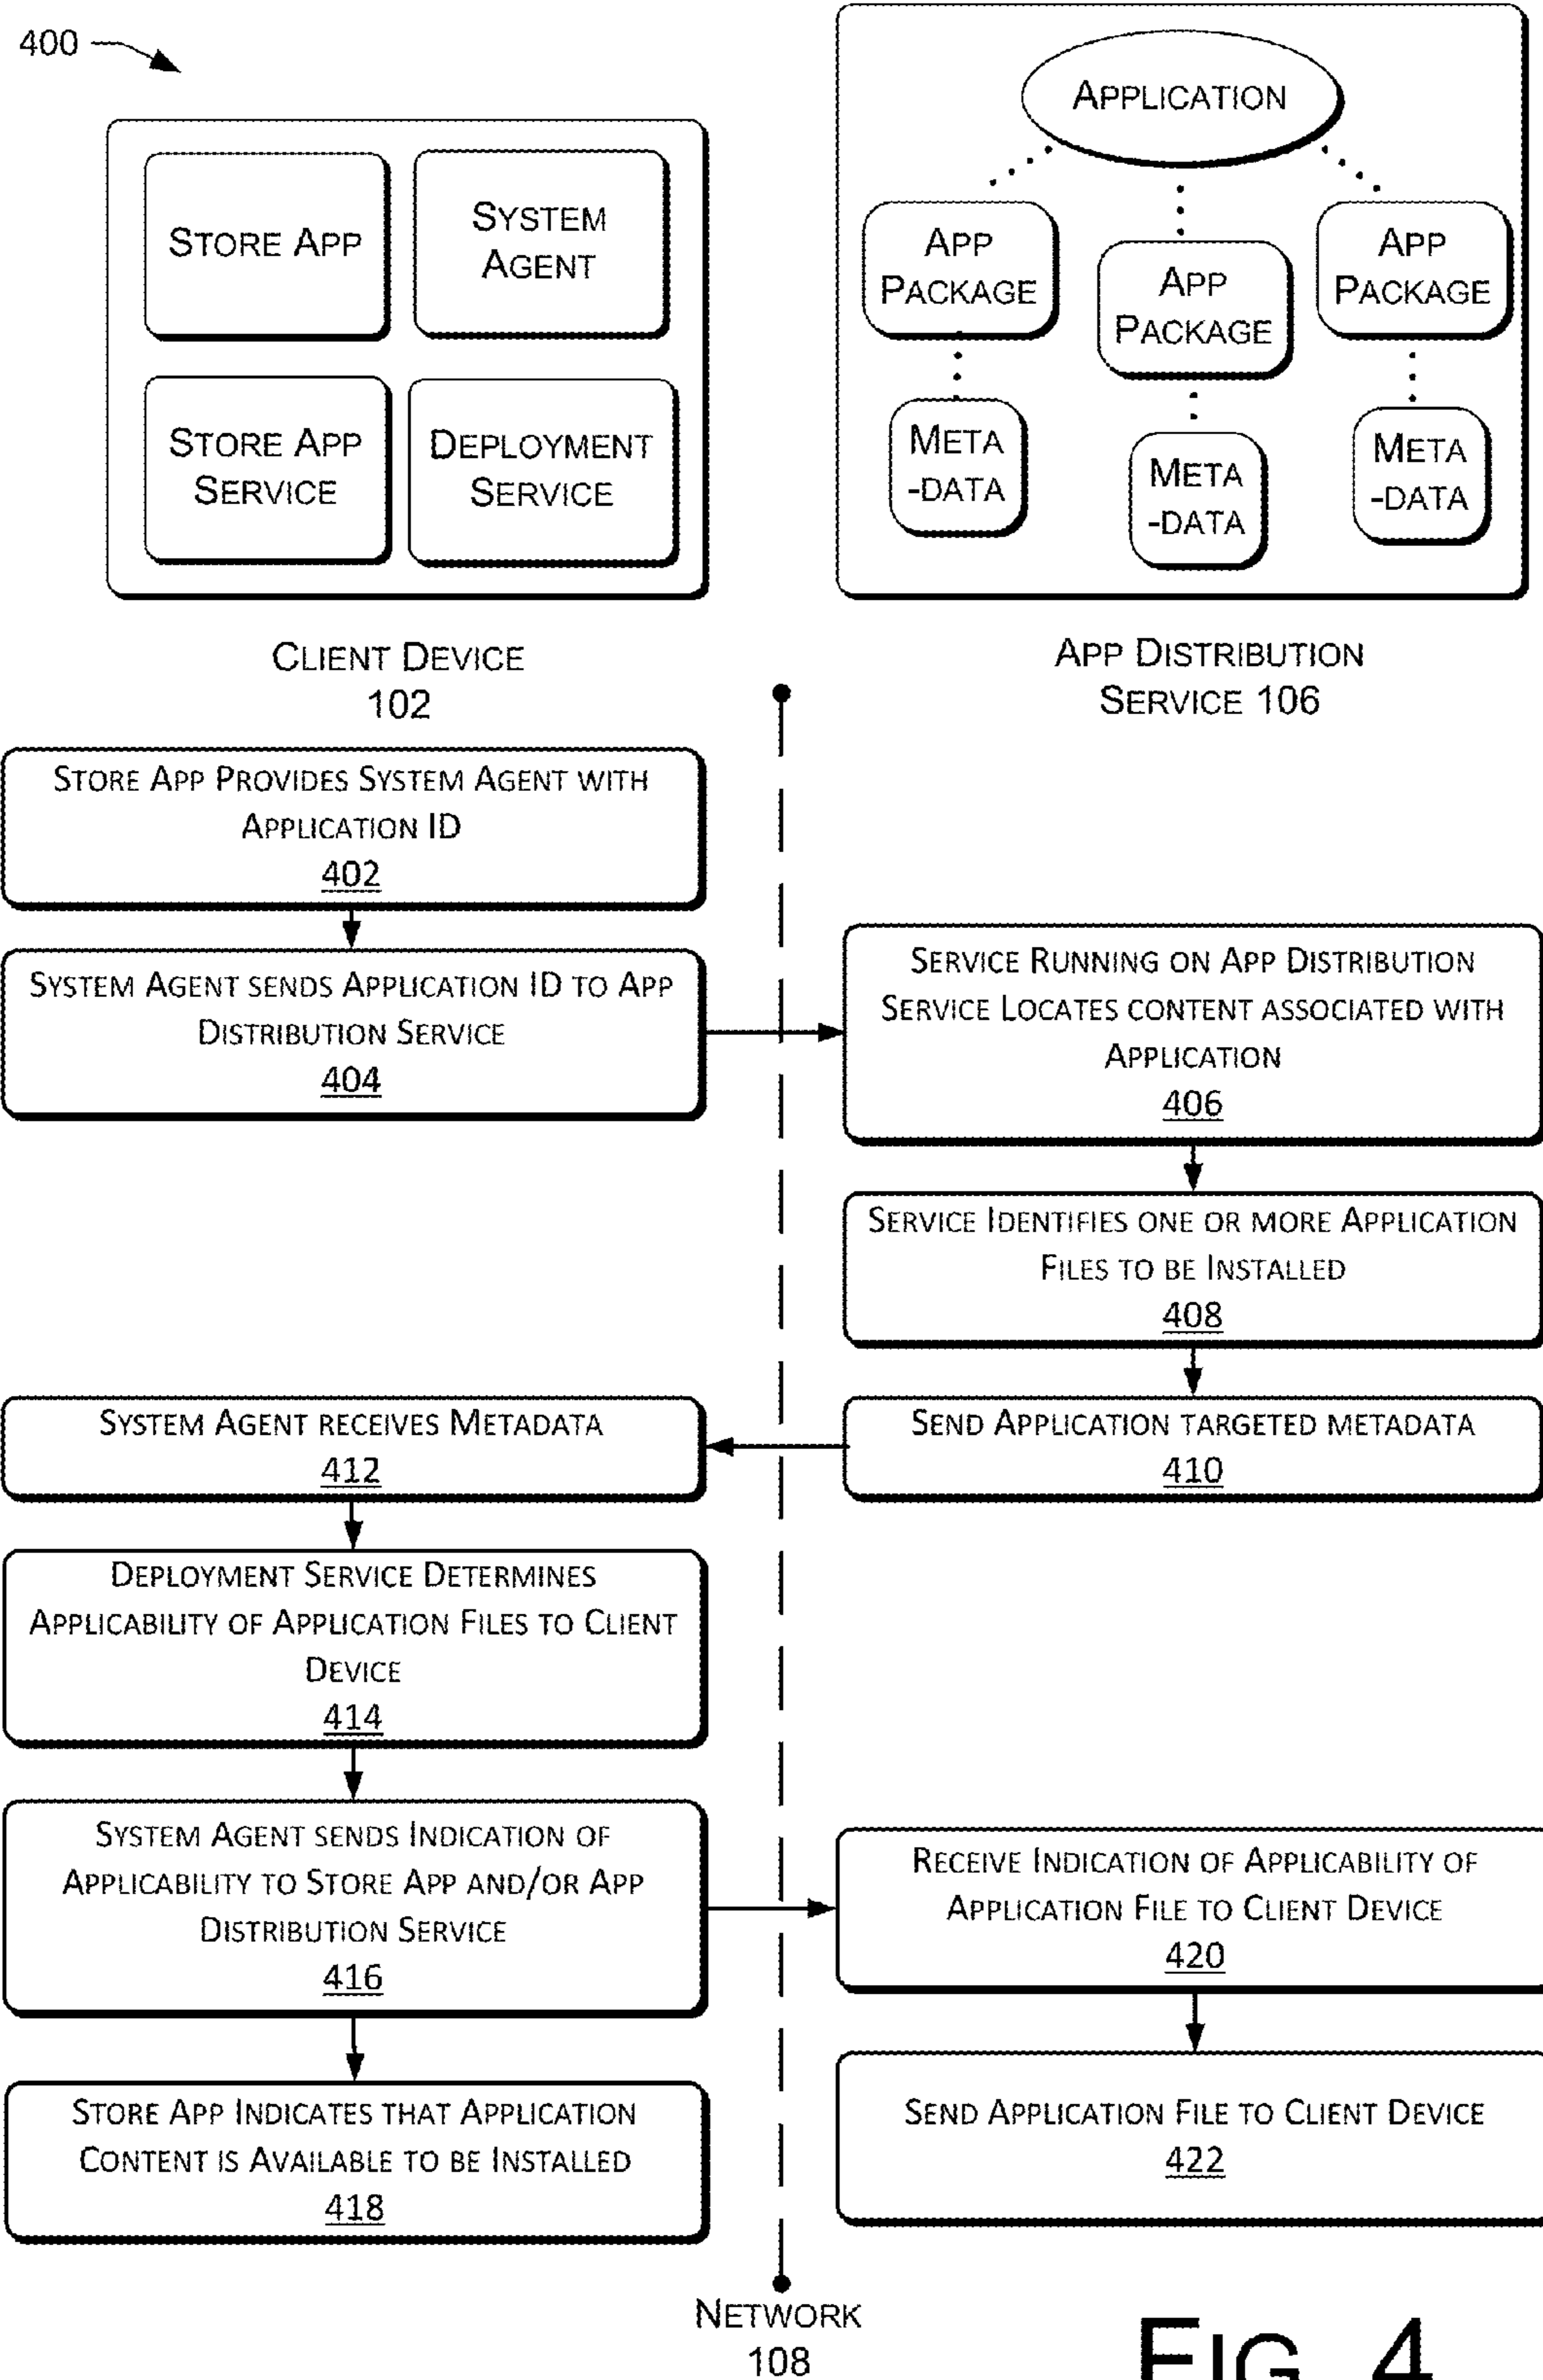 400
STORE APP
SYSTEM
AGENT
STORE APP
SERVICE
DEPLOYMENT
SERVICE
CLIENT DEVICE
102
APPLICATION
APP
PACKAGE
APP
PACKAGE
APP
PACKAGE
META
-DATA
META
-DATA
META
-DATA
APP DISTRIBUTION
SERVICE 106
STORE APP PROVIDES SYSTEM AGENT WITH
APPLICATION ID
402
SYSTEM AGENT SENDS APPLICATION ID TO APP
DISTRIBUTION SERVICE
404
SERVICE RUNNING ON APP DISTRIBUTION
SERVICE LOCATES CONTENT ASSOCIATED WITH
APPLICATION
406
SERVICE IDENTIFIES ONE OR MORE APPLICATION
FILES TO BE INSTALLED
408
SEND APPLICATION TARGETED METADATA
410
SYSTEM AGENT RECEIVES METADATA
412
DEPLOYMENT SERVICE DETERMINES
APPLICABILITY OF APPLICATION FILES TO CLIENT
DEVICE
414
SYSTEM AGENT SENDS INDICATION OF
APPLICABILITY TO STORE APP AND/OR APP
DISTRIBUTION SERVICE
416
STORE APP INDICATES THAT APPLICATION
CONTENT IS AVAILABLE TO BE INSTALLED
418
RECEIVE INDICATION OF APPLICABILITY OF
APPLICATION FILE TO CLIENT DEVICE
420
SEND APPLICATION FILE TO CLIENT DEVICE
422
NETWORK
108
FIG. 4